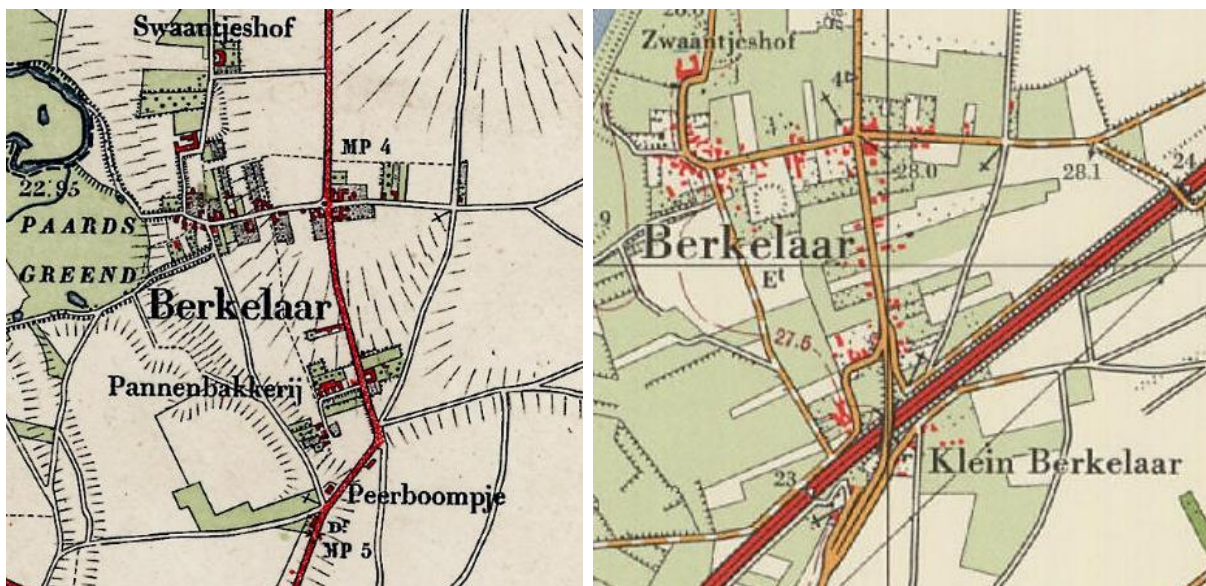 Swaantjeshof
MP 4
22.95
PAARDS
GREEND
Berkelaar
Pannenbakkerij
Peerboompje
Dr
MP 5
Zwaantjeshof
4
28.0
28.1
24
9
Berkelaar
Et
27.5
Klein Berkelaar
23